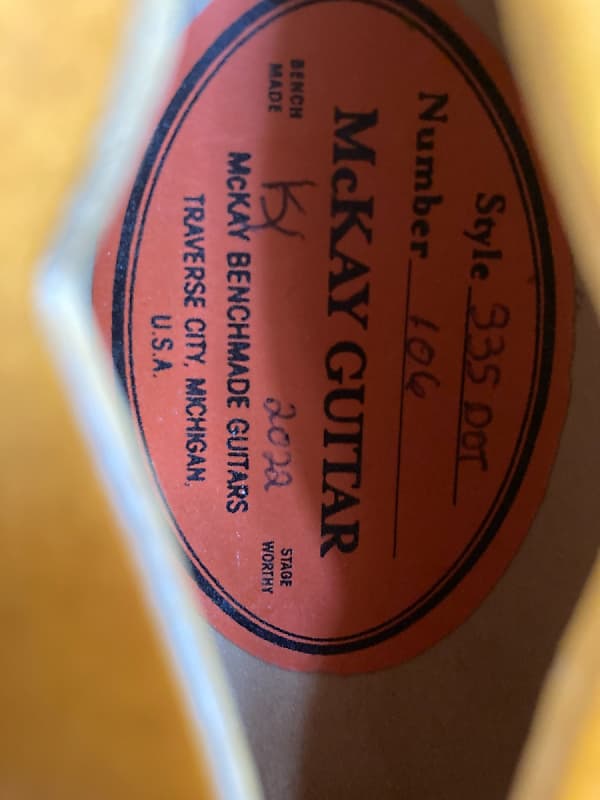 Style 335 DOT
Number 106
McKAY GUITAR
BENCH
MADE
STAGE
WORTHY
2022
McKAY BENCHMADE GUITARS
TRAVERSE CITY, MICHIGAN,
U.S.A.